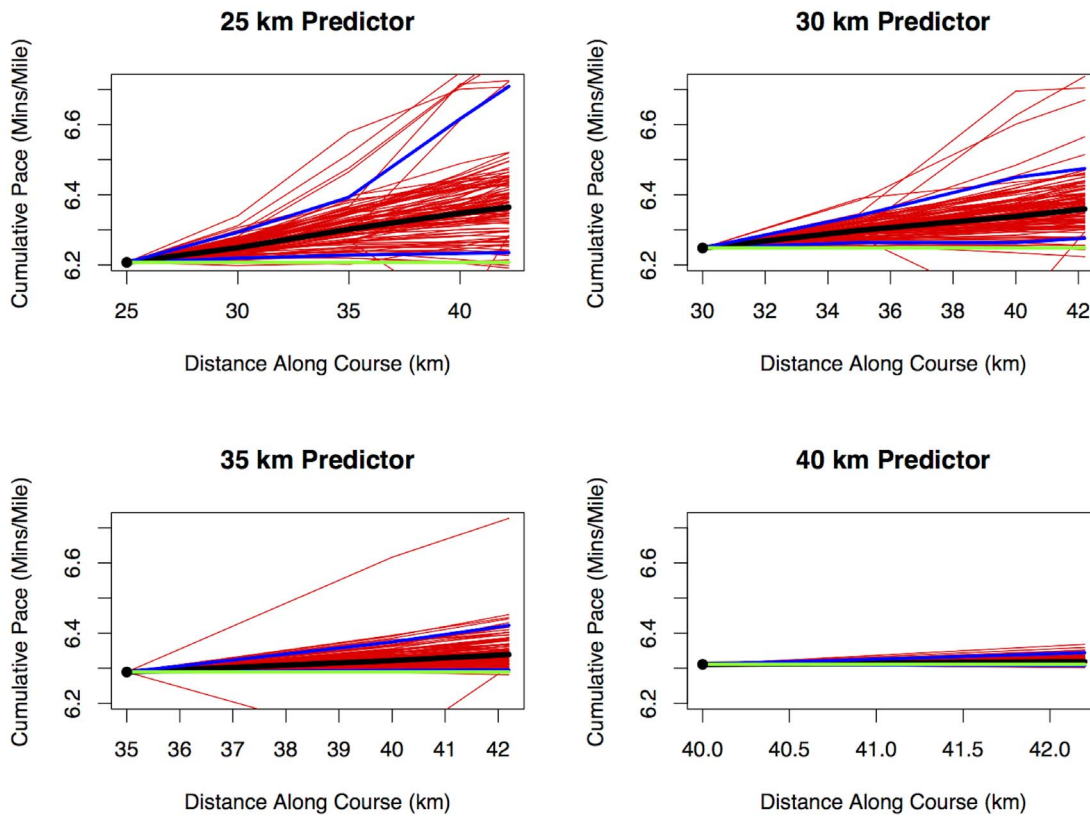 25 km Predictor
Cumulative Pace (Mins/Mile)
6.6
6.4
6.2
25 30 35 40
Distance Along Course (km)
30 km Predictor
Cumulative Pace (Mins/Mile)
6.6
6.4
6.2
30 32 34 36 38 40 42
Distance Along Course (km)
35 km Predictor
Cumulative Pace (Mins/Mile)
6.6
6.4
6.2
35 36 37 38 39 40 41 42
Distance Along Course (km)
40 km Predictor
Cumulative Pace (Mins/Mile)
6.6
6.4
6.2
40.0 40.5 41.0 41.5 42.0
Distance Along Course (km)